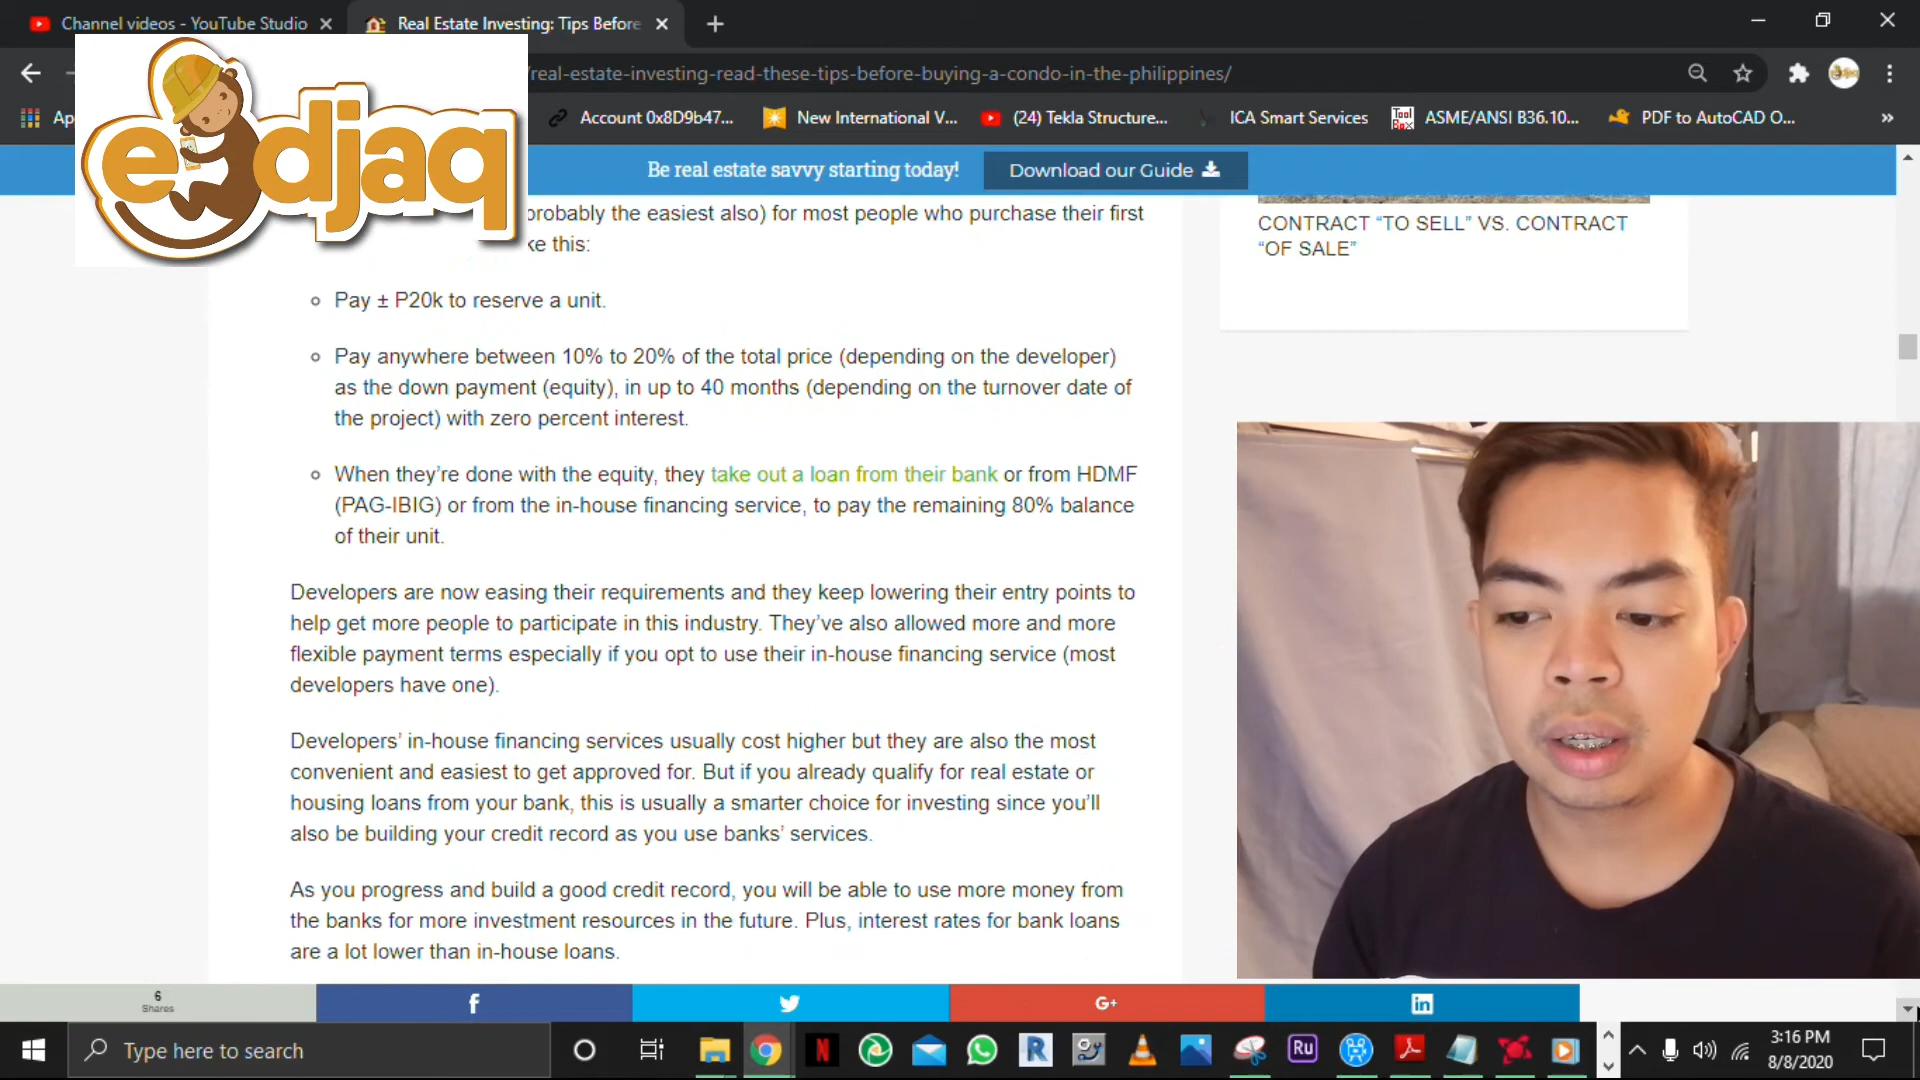 Channel videos - YouTube Studio
Real Estate Investing: Tips Before
/real-estate-investing-read-these-tips-before-buying-a-condo-in-the-philippines/
Ap
Account 0x8D9b47...
New International V...
(24) Tekla Structure...
ICA Smart Services
Tool Box
ASME/ANSI B36.10...
PDF to AutoCAD O...
»
edjaq
Be real estate savvy starting today!
Download our Guide
probably the easiest also) for most people who purchase their first
ke this:
Pay ± P20k to reserve a unit.
Pay anywhere between 10% to 20% of the total price (depending on the developer)
as the down payment (equity), in up to 40 months (depending on the turnover date of
the project) with zero percent interest.
When they’re done with the equity, they take out a loan from their bank or from HDMF
(PAG-IBIG) or from the in-house financing service, to pay the remaining 80% balance
of their unit.
Developers are now easing their requirements and they keep lowering their entry points to
help get more people to participate in this industry. They’ve also allowed more and more
flexible payment terms especially if you opt to use their in-house financing service (most
developers have one).
Developers’ in-house financing services usually cost higher but they are also the most
convenient and easiest to get approved for. But if you already qualify for real estate or
housing loans from your bank, this is usually a smarter choice for investing since you’ll
also be building your credit record as you use banks’ services.
As you progress and build a good credit record, you will be able to use more money from
the banks for more investment resources in the future. Plus, interest rates for bank loans
are a lot lower than in-house loans.
CONTRACT “TO SELL” VS. CONTRACT
“OF SALE”
6
Shares
f
G+
in
Type here to search
N
R
Ru
3:16 PM
8/8/2020